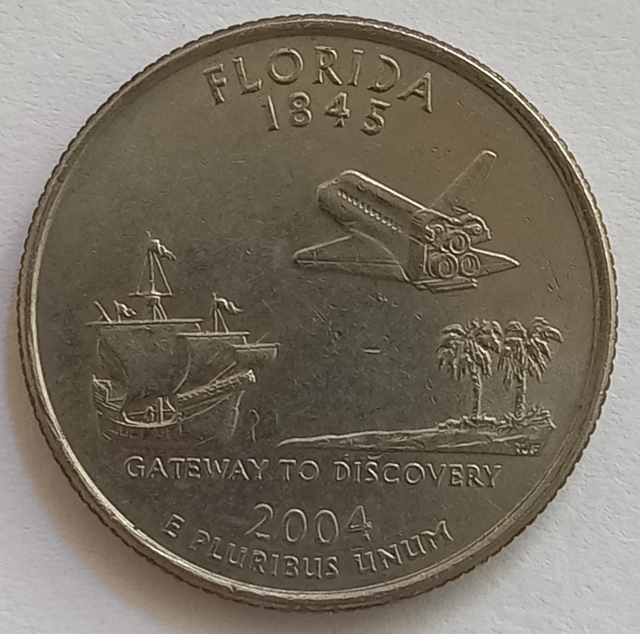 FLORIDA
1845
GATEWAY TO DISCOVERY
2004
E PLURIBUS UNUM